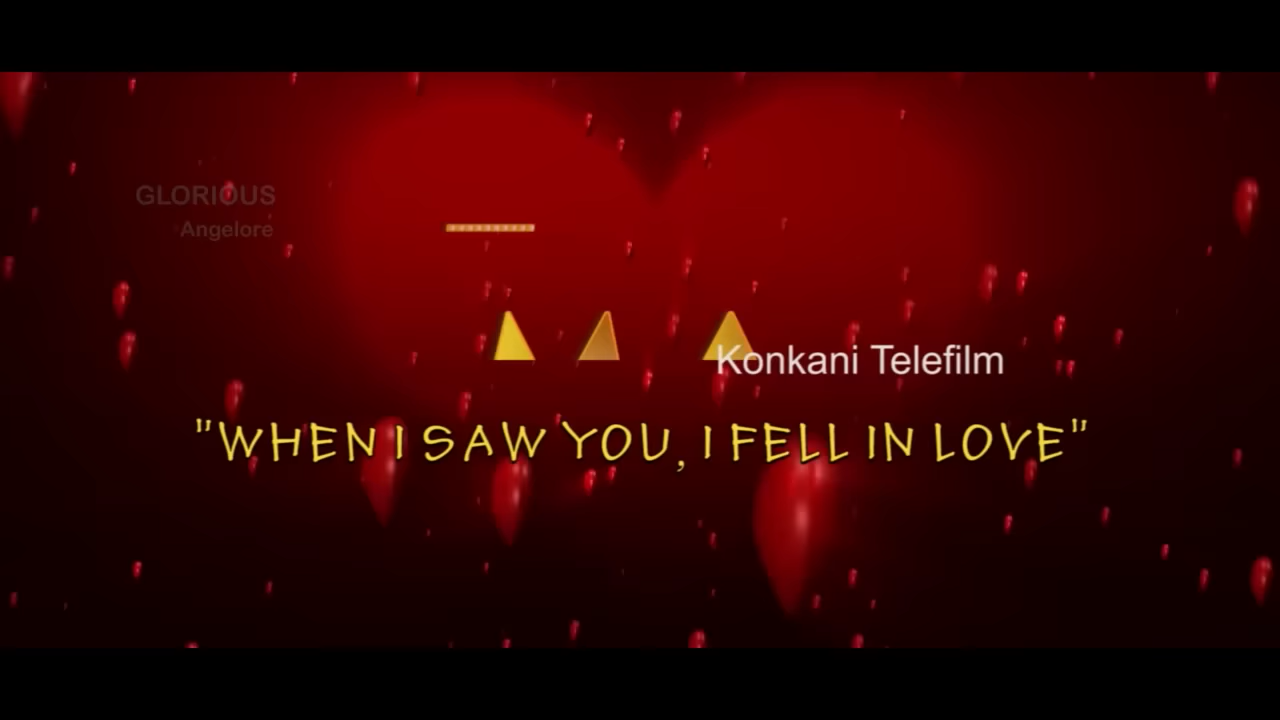 GLORIOUS
Angelore
Konkani Telefilm
"WHEN I SAW YOU, I FELL IN LOVE"